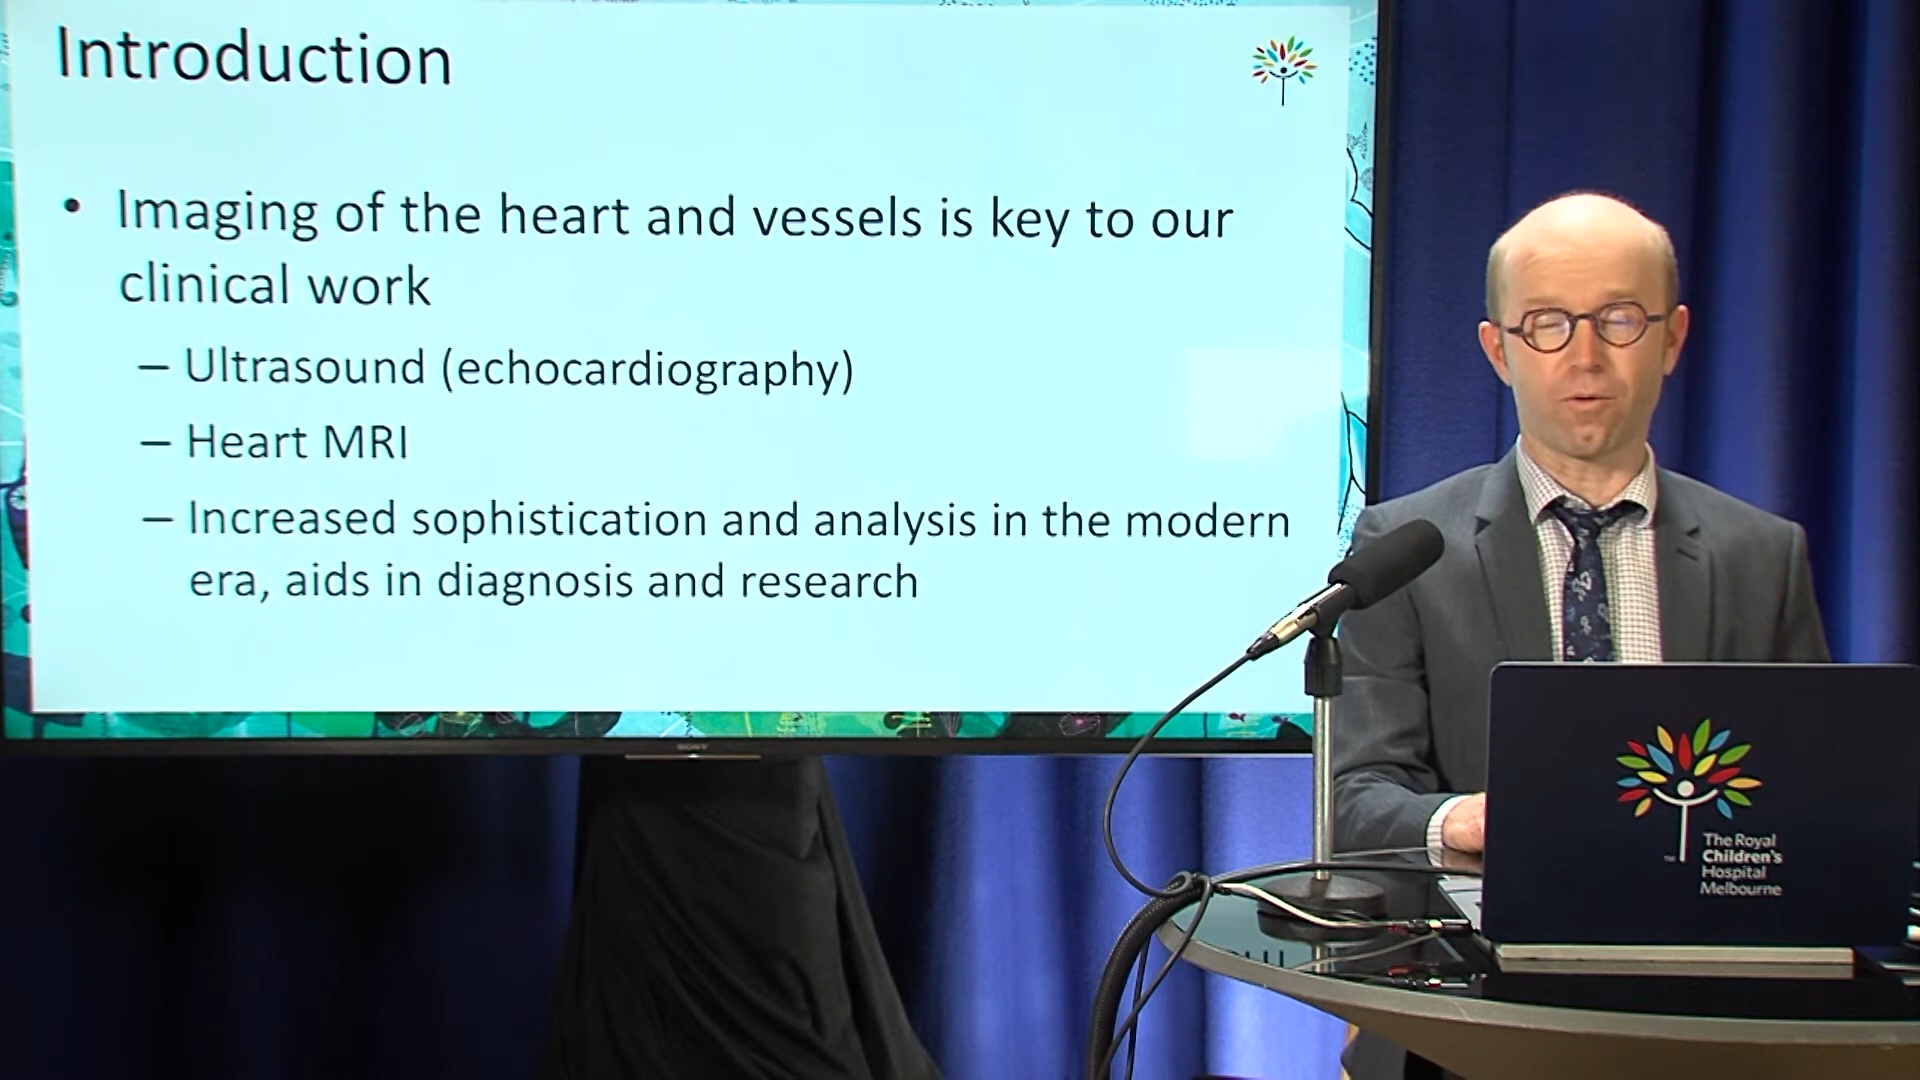 Introduction
• Imaging of the heart and vessels is key to our
clinical work
– Ultrasound (echocardiography)
– Heart MRI
– Increased sophistication and analysis in the modern
era, aids in diagnosis and research
SONY
TM
The Royal
Children's
Hospital
Melbourne